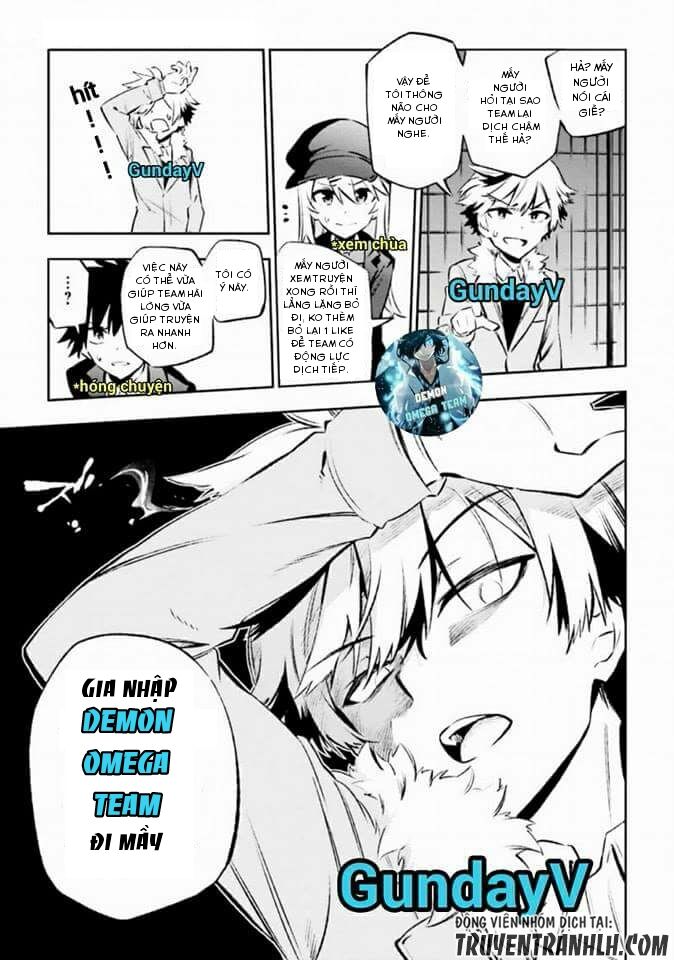 HẢ? MẤY
NGƯỜI
NÓI CÁI
GÌ?
MẤY
NGƯỜI
HỎI TẠI SAO
TEAM LẠI
DỊCH CHẬM
THẾ HẢ?
VẬY ĐỂ
TÔI THÔNG
NÃO CHO
MẤY NGƯỜI
NGHE.
GundayV
*xem chùa
MẤY NGƯỜI
XEM TRUYỆN
XONG RỒI THÌ
LẲNG LẶNG BỎ
ĐI, KO THÈM
BỎ LẠI 1 LIKE
ĐỂ TEAM CÓ
ĐỘNG LỰC
DỊCH TIẾP.
hít
!
!
!
!
GundayV
TÔI CÓ
Ý NÀY.
VIỆC NÀY
CÓ THỂ VỪA
GIÚP TEAM HÀI
LÒNG VỪA
GIÚP TRUYỆN
RA NHANH
HƠN.
...?
*hóng chuyện
DEMON
OMEGA TEAM
GIA NHẬP
DEMON
OMEGA
TEAM
ĐI MẦY
GundayV
ĐỘNG VIÊN NHÓM DỊCH TẠI:
TRUYENTRANHLH.COM